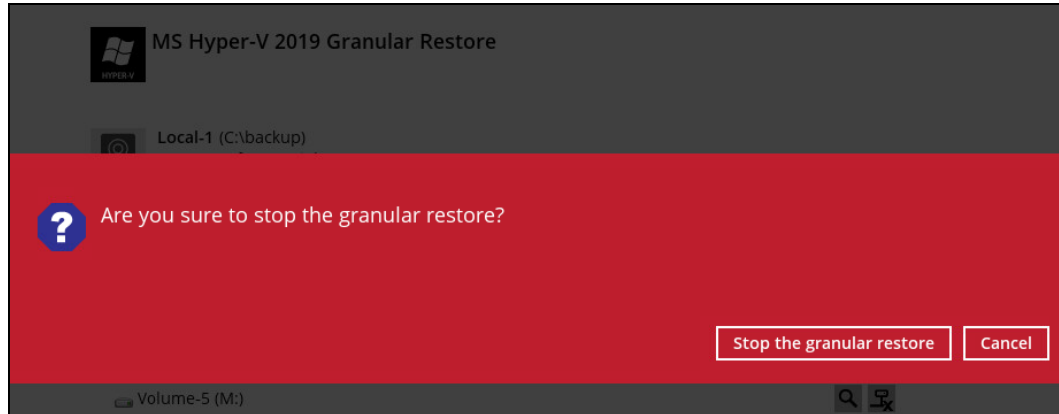 MS Hyper-V 2019 Granular Restore
HYPER-V
Local-1 (C:\backup)
?
Are you sure to stop the granular restore?
Stop the granular restore
Cancel
Volume-5 (M:)